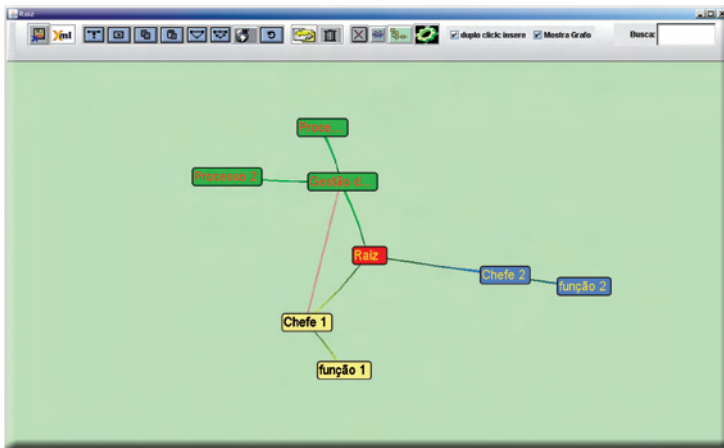 Raiz
Xml
duplo click: insere
Mostra Grafo
Busca:
Proce...
Processo 2
Gestão d...
Raiz
Chefe 2
função 2
Chefe 1
função 1